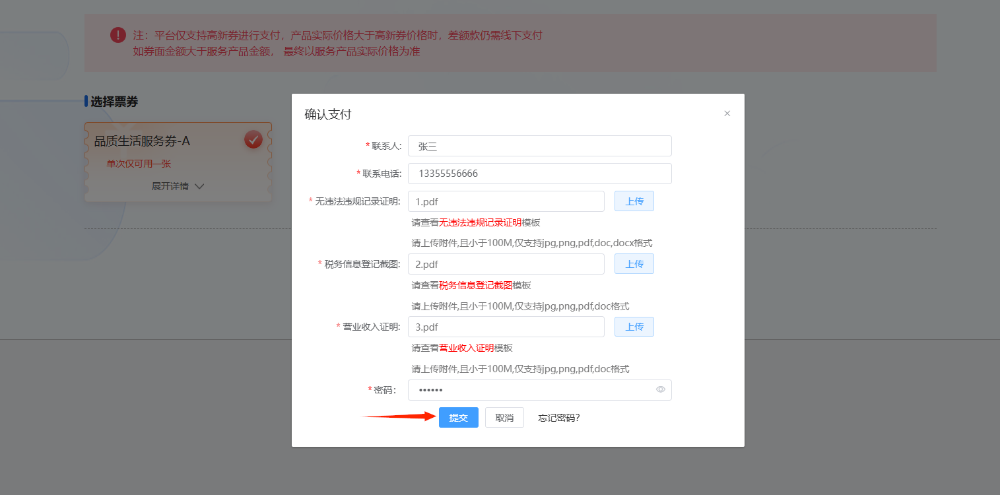 注：平台仅支持高新券进行支付，产品实际价格大于高新券价格时，差额款仍需线下支付
如券面金额大于服务产品金额， 最终以服务产品实际价格为准
选择票券
品质生活服务券-A
单次仅可用一张
展开详情
确认支付
*联系人: 张三
*联系电话: 13355556666
*无违法违规记录证明: 1.pdf 上传
请查看无违法违规记录证明模板
请上传附件,且小于100M,仅支持jpg,png,pdf,doc,docx格式
*税务信息登记截图: 2.pdf 上传
请查看税务信息登记截图模板
请上传附件,且小于100M,仅支持jpg,png,pdf,doc格式
*营业收入证明: 3.pdf 上传
请查看营业收入证明模板
请上传附件,且小于100M,仅支持jpg,png,pdf,doc格式
*密码： ••••••
提交 取消 忘记密码?